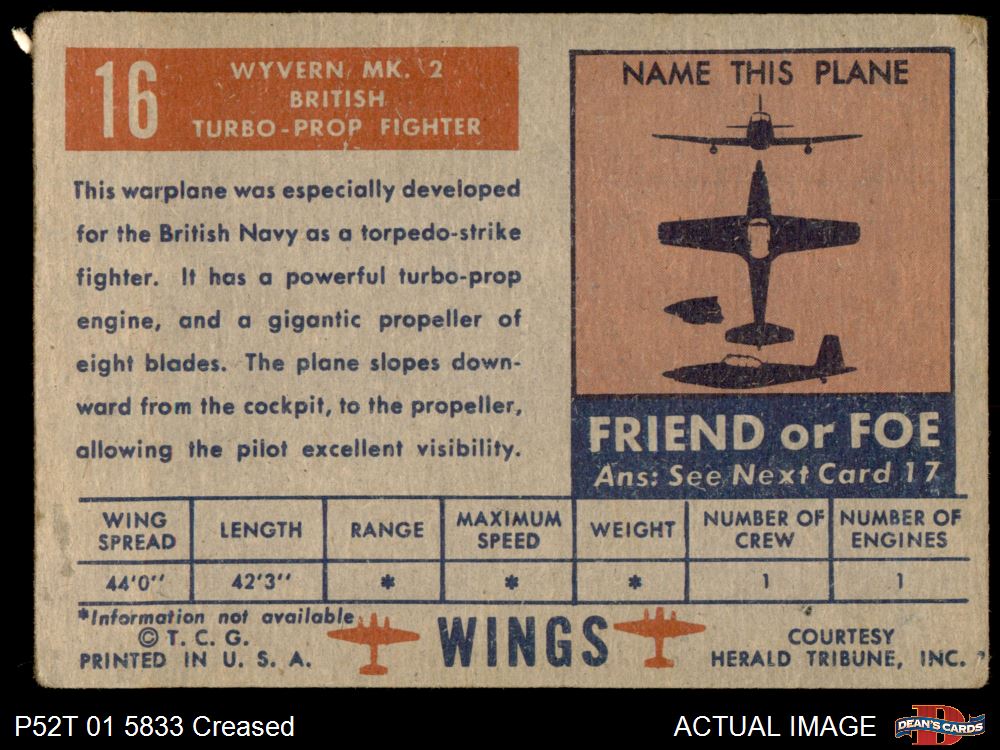 16
WYVERN MK. 2
BRITISH
TURBO-PROP FIGHTER
This warplane was especially developed
for the British Navy as a torpedo-strike
fighter. It has a powerful turbo-prop
engine, and a gigantic propeller of
eight blades. The plane slopes down-
ward from the cockpit, to the propeller,
allowing the pilot excellent visibility.
NAME THIS PLANE
FRIEND or FOE
Ans: See Next Card 17
WING SPREAD LENGTH RANGE MAXIMUM SPEED WEIGHT NUMBER OF CREW NUMBER OF ENGINES
44'0'' 42'3'' * * * 1 1
*Information not available
© T. C. G.
PRINTED IN U. S. A.
WINGS
COURTESY
HERALD TRIBUNE, INC.
P52T 01 5833 Creased
ACTUAL IMAGE
D
DEAN'S CARDS